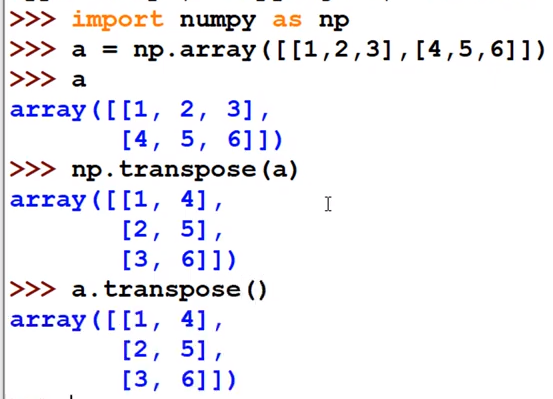 >>> import numpy as np
>>> a = np.array([[1,2,3],[4,5,6]])
>>> a
array([[1, 2, 3],
       [4, 5, 6]])
>>> np.transpose(a)
array([[1, 4],
       [2, 5],
       [3, 6]])
>>> a.transpose()
array([[1, 4],
       [2, 5],
       [3, 6]])